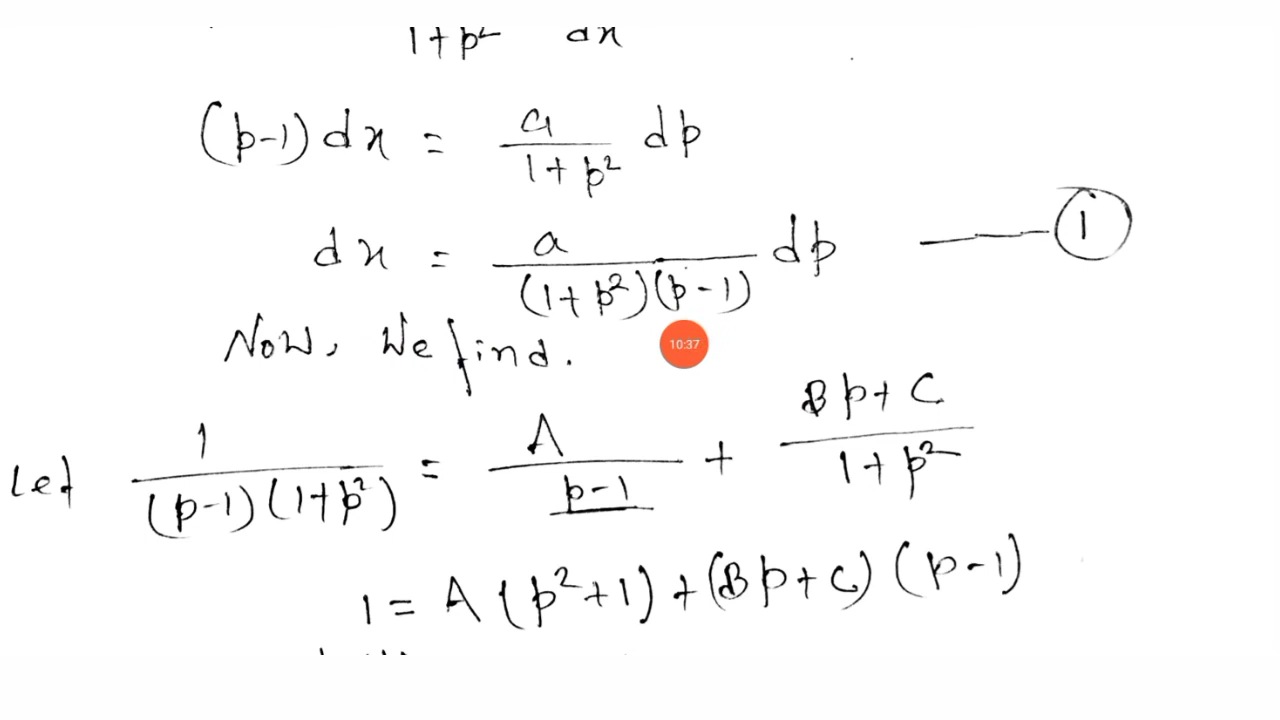 1+p² dx
(p-1) dx = a/(1+p²) dp
dx = a/((1+p²)(p-1)) dp —— (1)
Now, We find.
10:37
Let 1/((p-1)(1+p²)) = A/(p-1) + (Bp+C)/(1+p²)
1 = A(p²+1) + (Bp+C)(p-1)